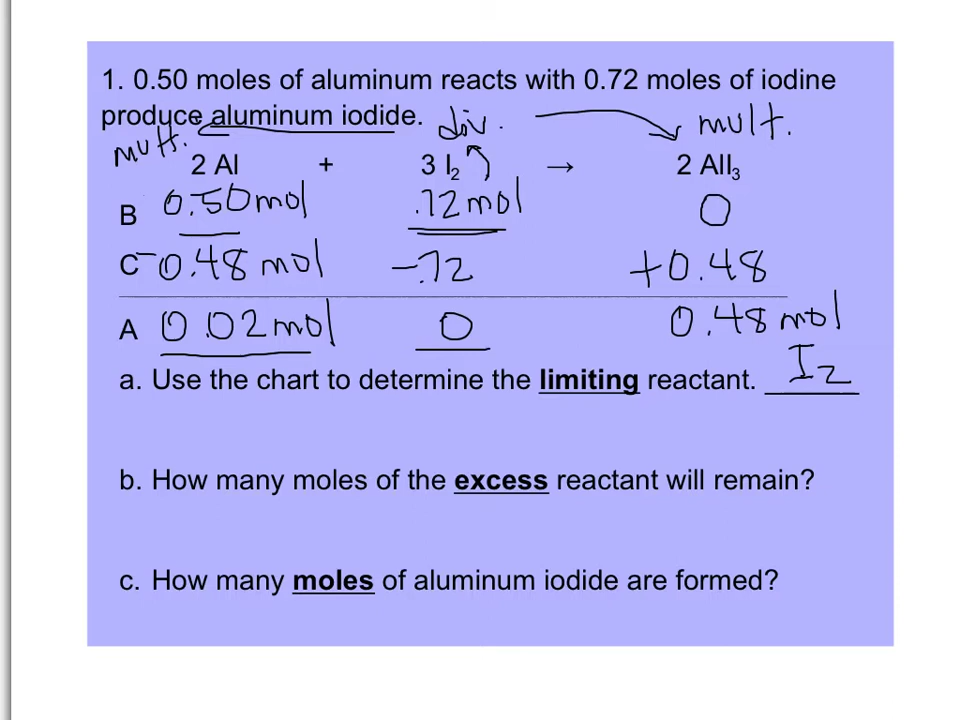 1. 0.50 moles of aluminum reacts with 0.72 moles of iodine
produce aluminum iodide. div. mult.
mult. 2 Al + 3 I₂ → 2 AlI₃
B 0.50 mol .72 mol 0
C -0.48 mol -.72 +0.48
A 0.02 mol 0 0.48 mol
a. Use the chart to determine the limiting reactant. I₂
b. How many moles of the excess reactant will remain?
c. How many moles of aluminum iodide are formed?